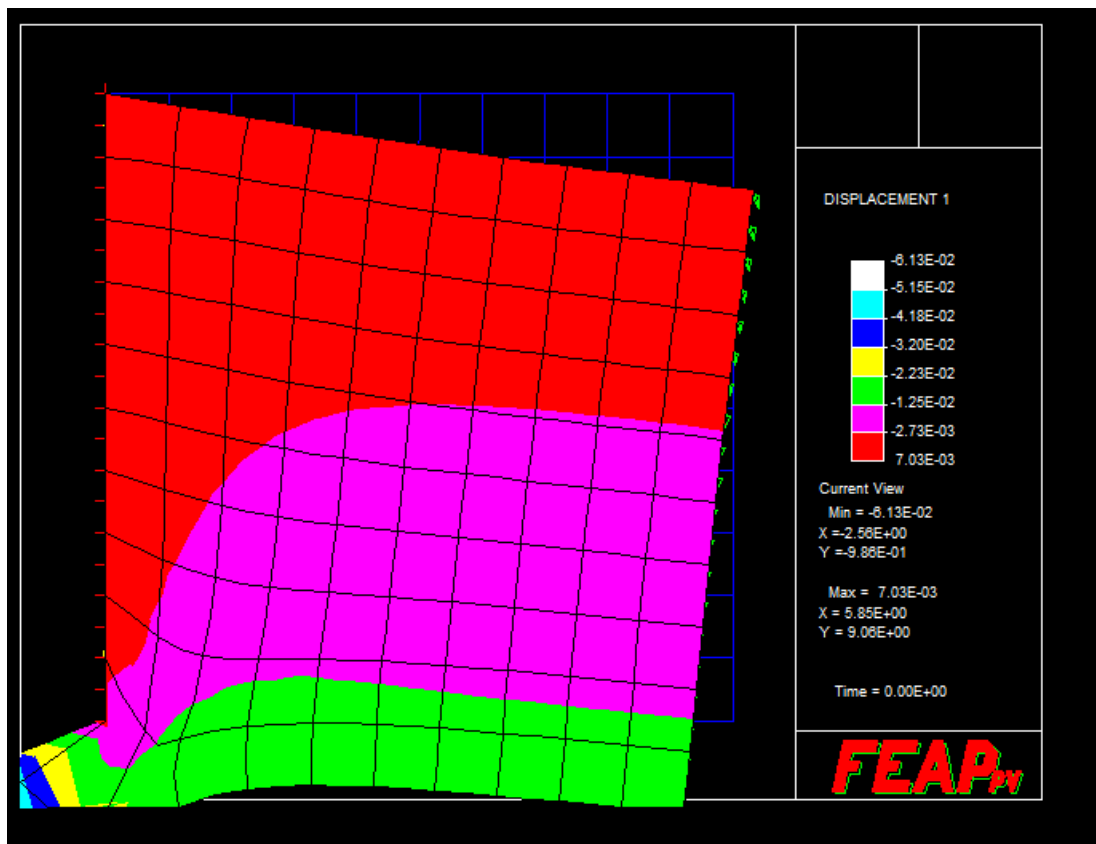 DISPLACEMENT 1
-6.13E-02
-5.15E-02
-4.18E-02
-3.20E-02
-2.23E-02
-1.25E-02
-2.73E-03
7.03E-03
Current View
Min = -6.13E-02
X =-2.56E+00
Y =-9.86E-01
Max = 7.03E-03
X = 5.85E+00
Y = 9.06E+00
Time = 0.00E+00
FEAPpv